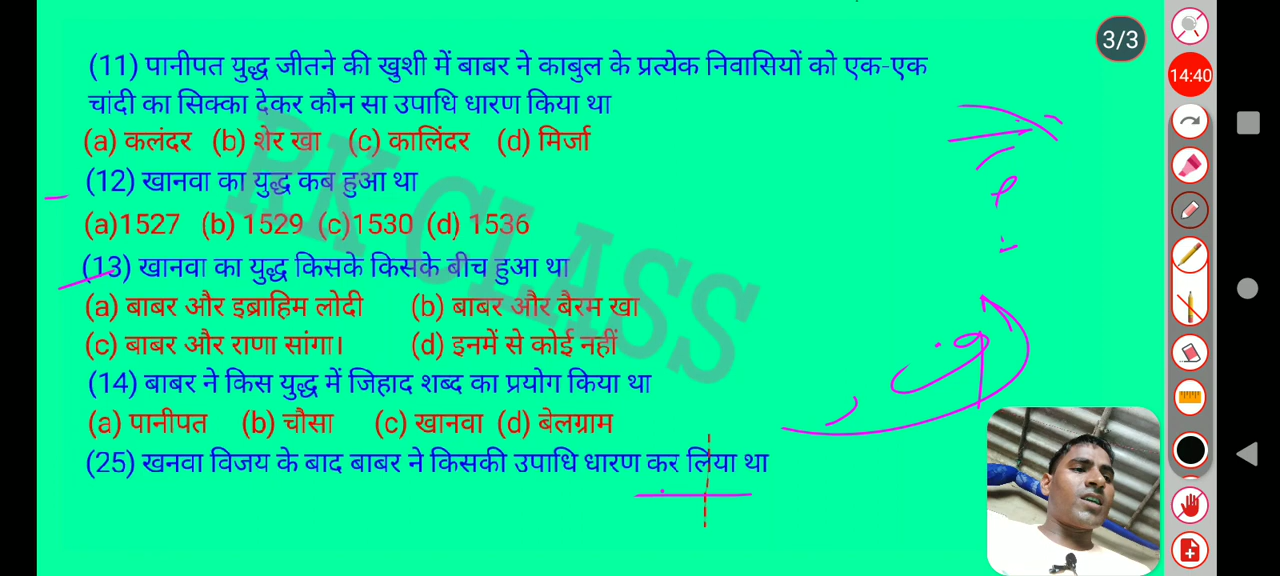 3/3
14:40
(11) पानीपत युद्ध जीतने की खुशी में बाबर ने काबुल के प्रत्येक निवासियों को एक-एक
चांदी का सिक्का देकर कौन सा उपाधि धारण किया था
(a) कलंदर (b) शेर खा (c) कालिंदर (d) मिर्जा
(12) खानवा का युद्ध कब हुआ था
(a)1527 (b) 1529 (c)1530 (d) 1536
(13) खानवा का युद्ध किसके किसके बीच हुआ था
(a) बाबर और इब्राहिम लोदी (b) बाबर और बैरम खा
(c) बाबर और राणा सांगा। (d) इनमें से कोई नहीं
(14) बाबर ने किस युद्ध में जिहाद शब्द का प्रयोग किया था
(a) पानीपत (b) चौसा (c) खानवा (d) बेलग्राम
(25) खनवा विजय के बाद बाबर ने किसकी उपाधि धारण कर लिया था
RK CLASS